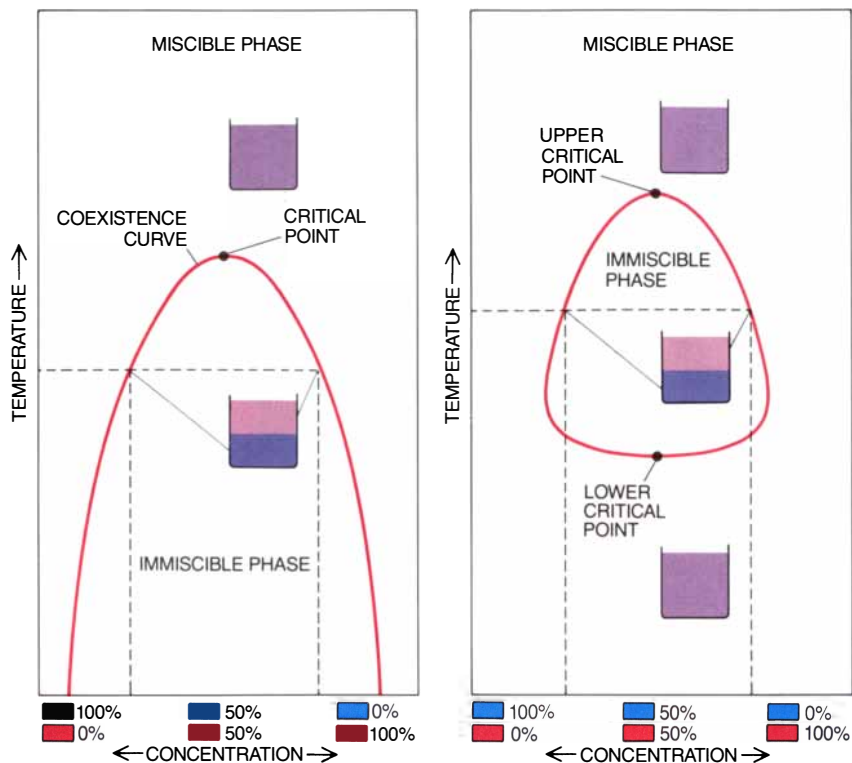 MISCIBLE PHASE
COEXISTENCE
CURVE
CRITICAL
POINT
TEMPERATURE →
IMMISCIBLE PHASE
100%
50%
0%
0%
50%
100%
← CONCENTRATION →
MISCIBLE PHASE
UPPER
CRITICAL
POINT
IMMISCIBLE
PHASE
TEMPERATURE →
LOWER
CRITICAL
POINT
100%
50%
0%
0%
50%
100%
← CONCENTRATION →